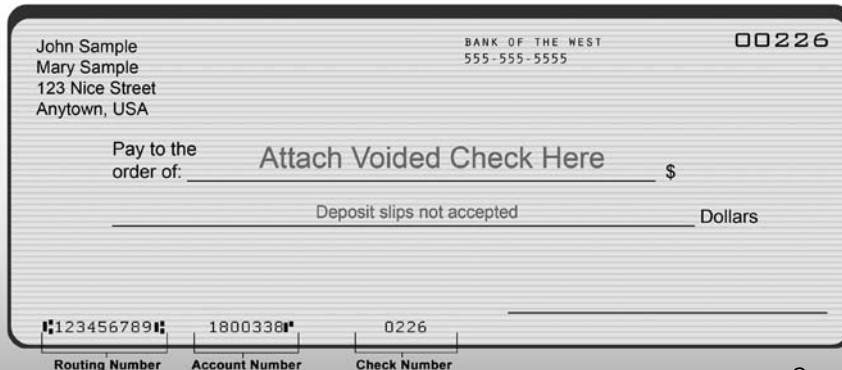 John Sample
Mary Sample
123 Nice Street
Anytown, USA
BANK OF THE WEST
555-555-5555
00226
Pay to the
order of: Attach Voided Check Here $
Deposit slips not accepted Dollars
⑆123456789⑆ 1800338⑈ 0226
Routing Number Account Number Check Number